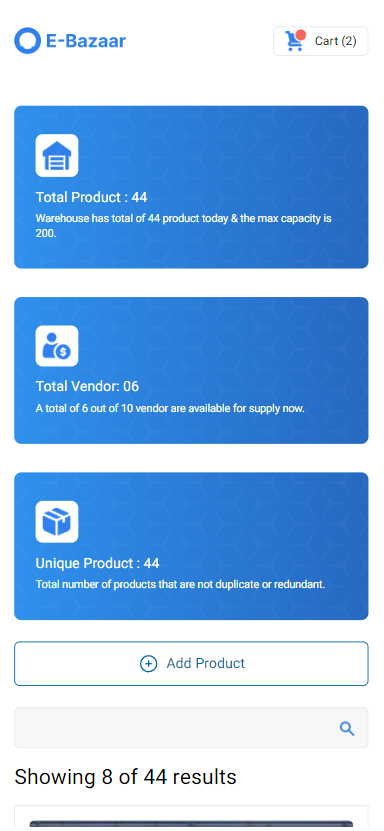 E-Bazaar
Cart (2)
Total Product : 44
Warehouse has total of 44 product today & the max capacity is
200.
Total Vendor: 06
A total of 6 out of 10 vendor are available for supply now.
Unique Product : 44
Total number of products that are not duplicate or redundant.
Add Product
Showing 8 of 44 results